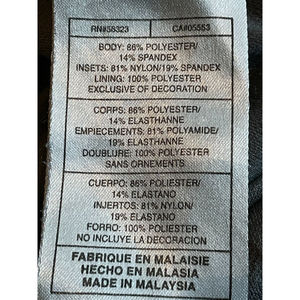 RN#58323 CA#05553
BODY: 86% POLYESTER/
14% SPANDEX
INSETS: 81% NYLON/19% SPANDEX
LINING: 100% POLYESTER
EXCLUSIVE OF DECORATION
CORPS: 86% POLYESTER/
14% ELASTHANNE
EMPIECEMENTS: 81% POLYAMIDE/
19% ELASTHANNE
DOUBLURE: 100% POLYESTER
SANS ORNEMENTS
CUERPO: 86% POLIESTER/
14% ELASTANO
INJERTOS: 81% NYLON/
19% ELASTANO
FORRO: 100% POLIESTER
NO INCLUYE LA DECORACION
FABRIQUE EN MALAISIE
HECHO EN MALASIA
MADE IN MALAYSIA